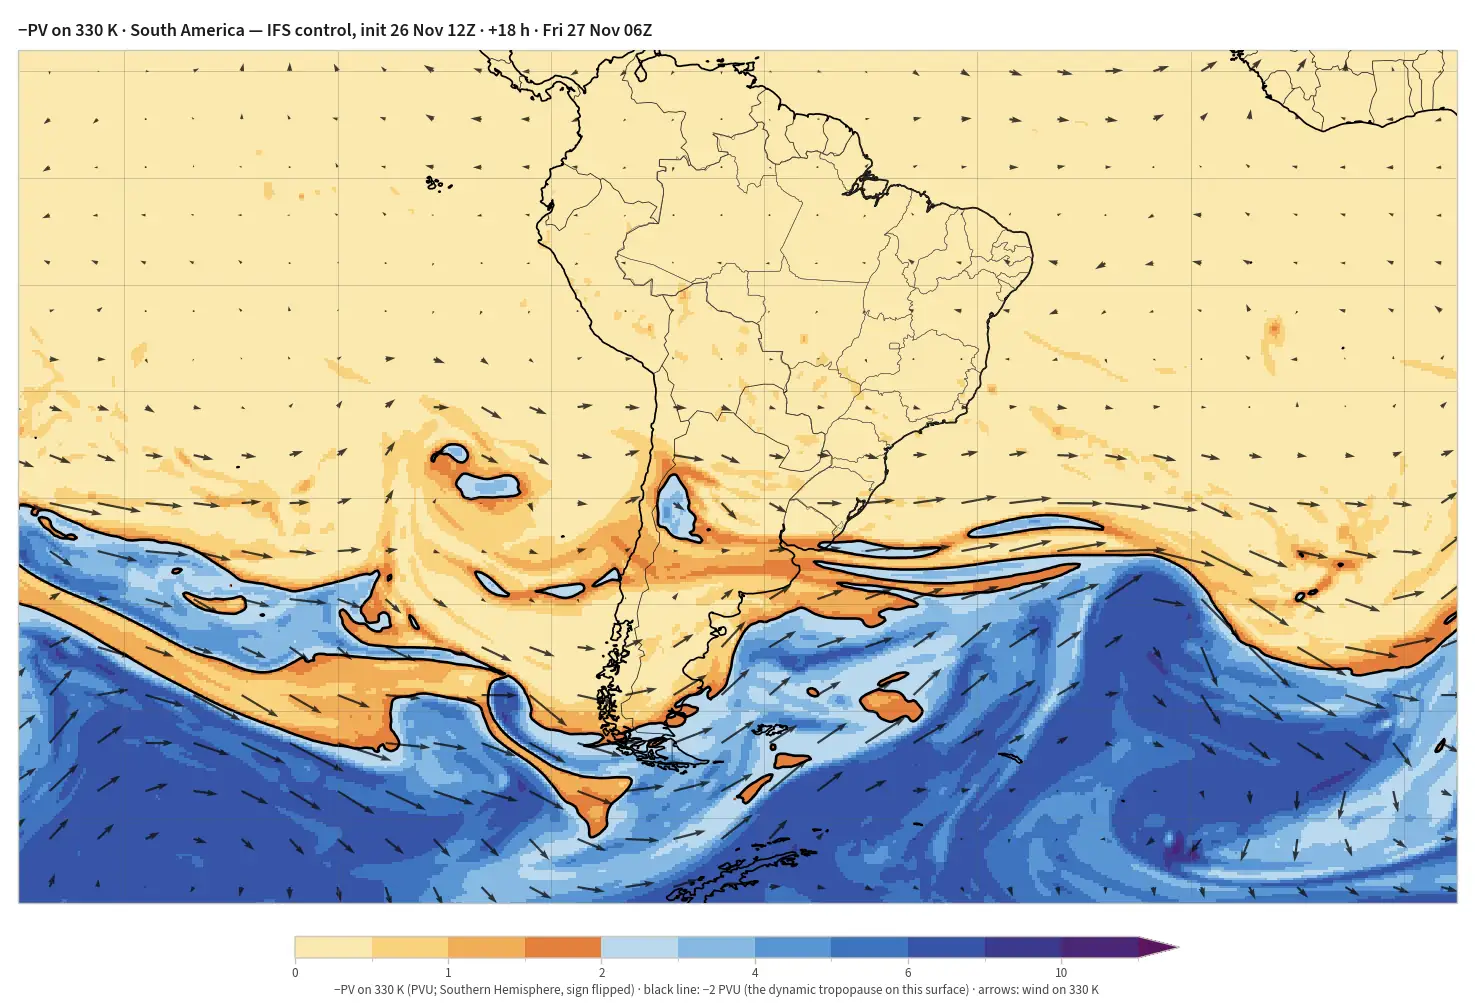 −PV on 330 K · South America — IFS control, init 26 Nov 12Z · +18 h · Fri 27 Nov 06Z
0 1 2 4 6 10
−PV on 330 K (PVU; Southern Hemisphere, sign flipped) · black line: −2 PVU (the dynamic tropopause on this surface) · arrows: wind on 330 K